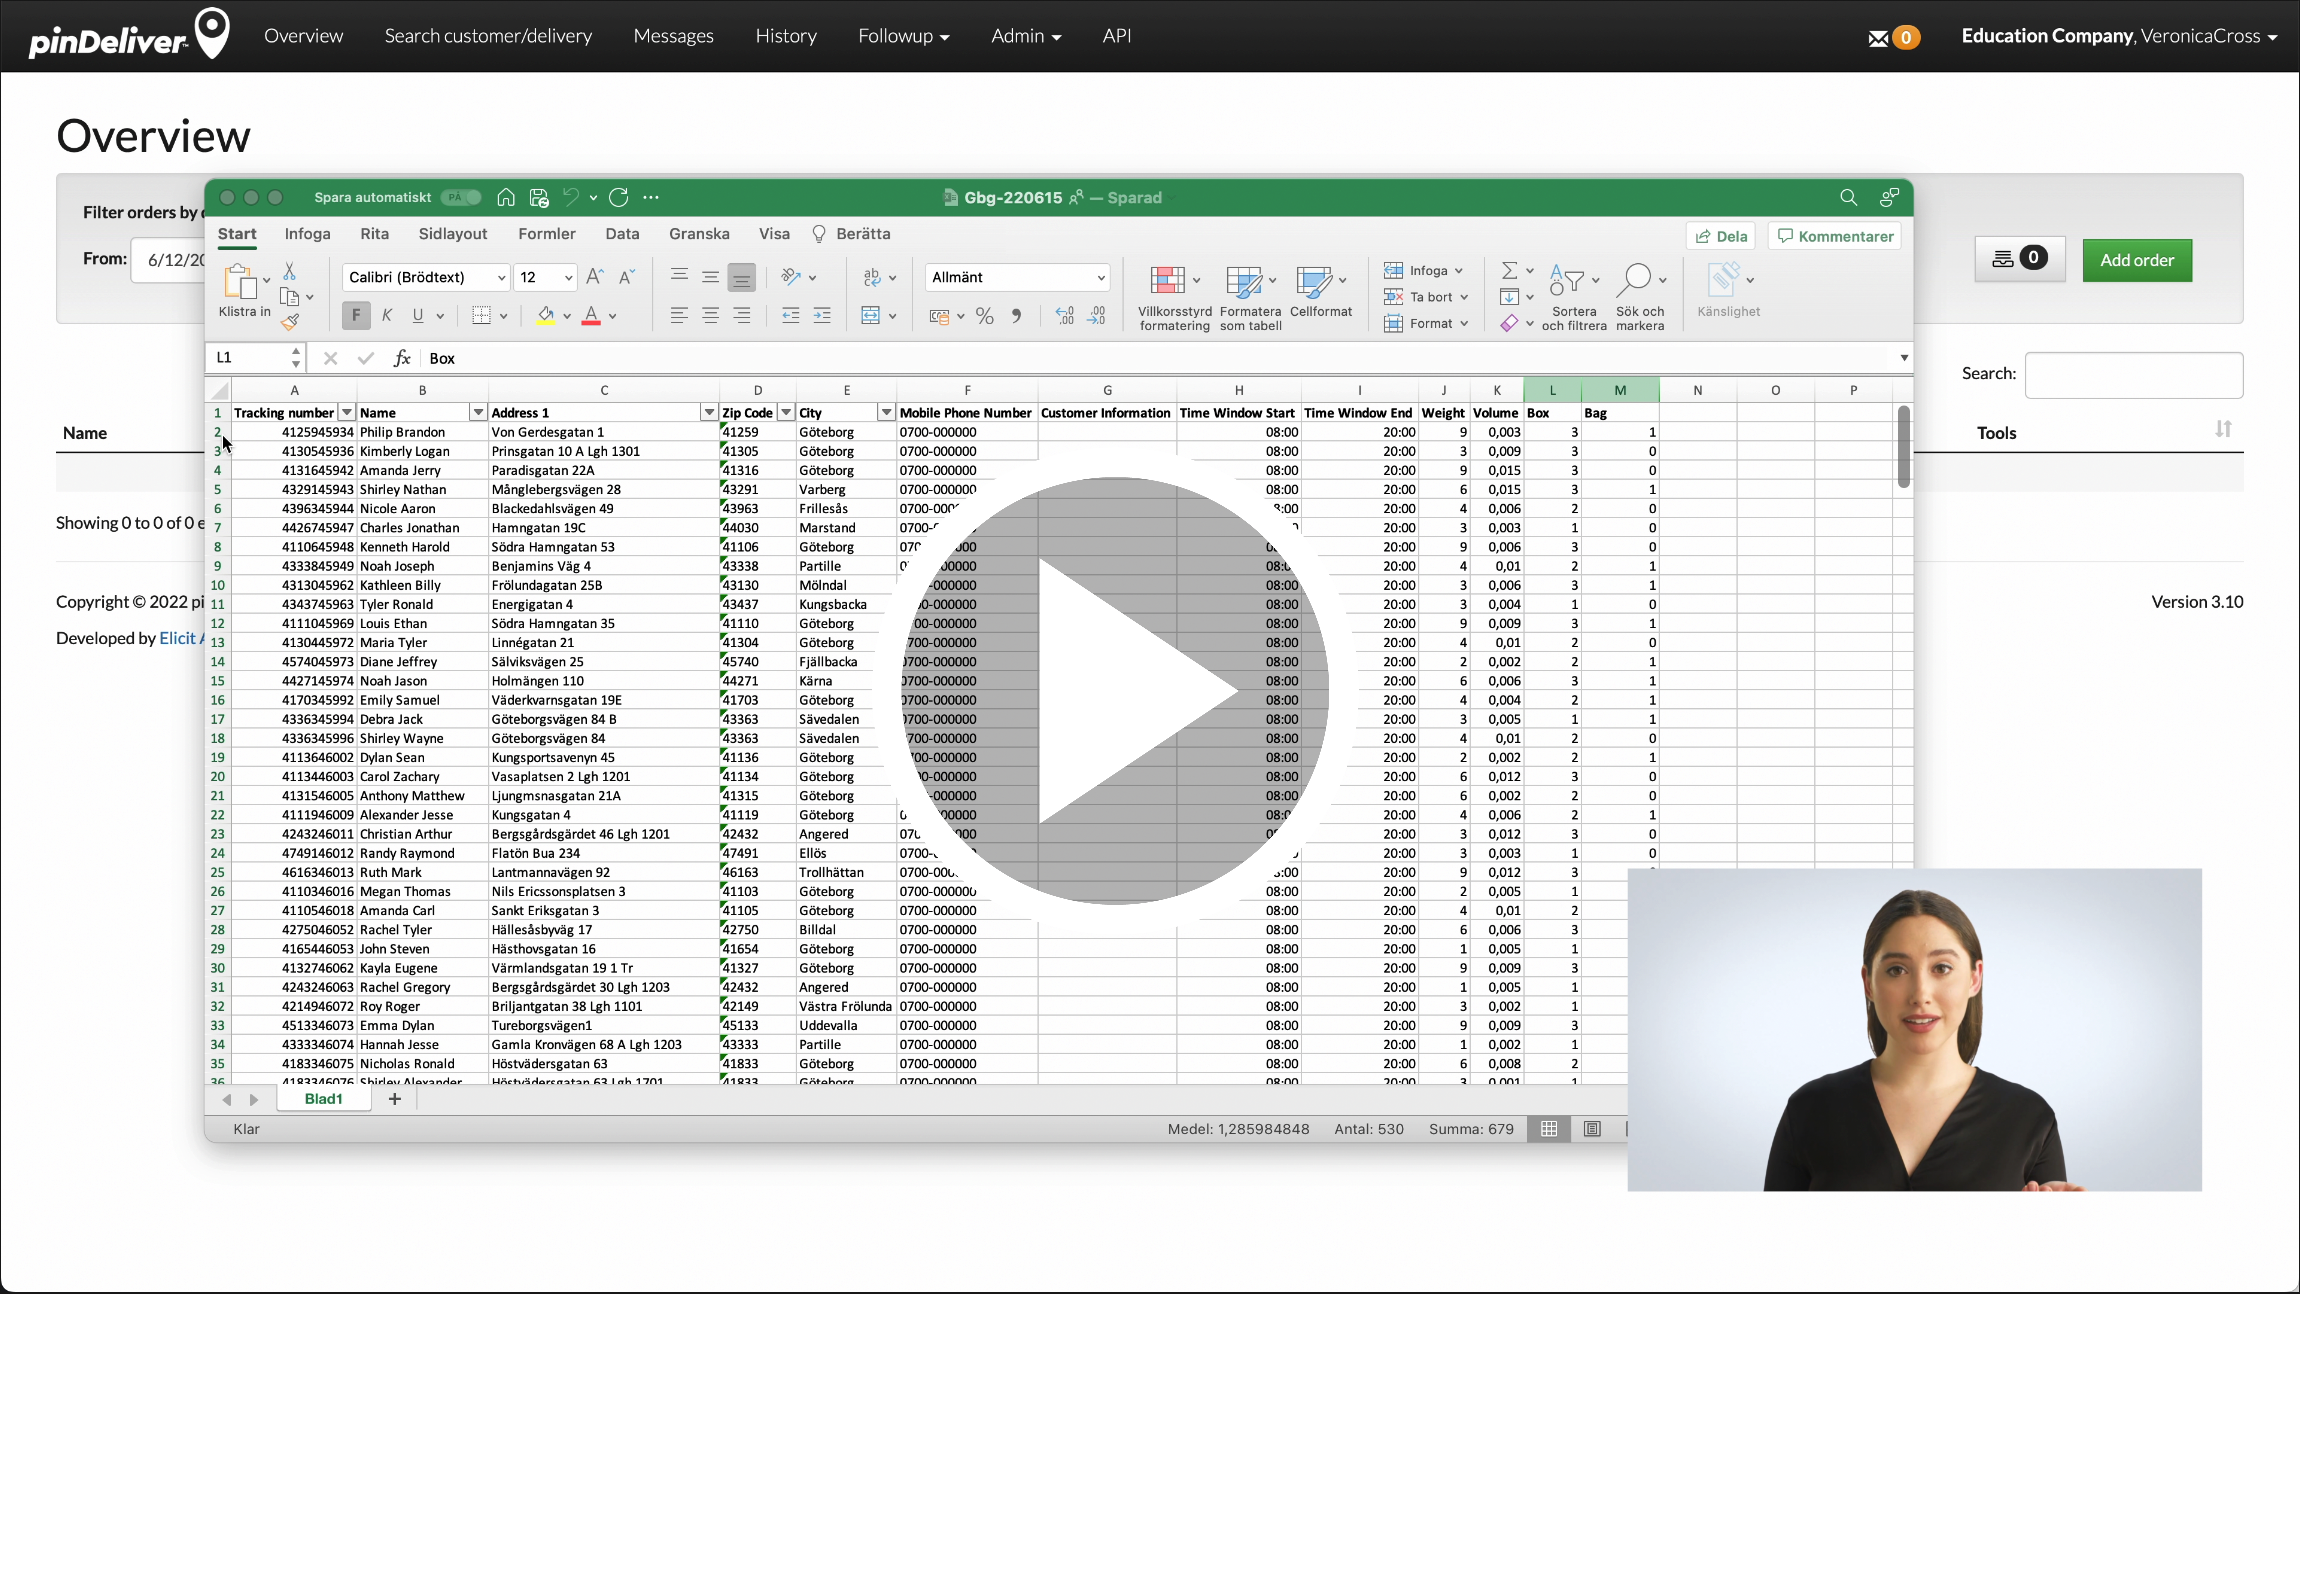 pinDeliver™ Overview Search customer/delivery Messages History Followup Admin API 0 Education Company, VeronicaCross
Overview
Filter orders by
From: 6/12/20
0 Add order
Search:
Name Tools
Showing 0 to 0 of 0 e
Copyright © 2022 pi
Version 3.10
Developed by Elicit A
Spara automatiskt PÅ Gbg-220615 — Sparad
Start Infoga Rita Sidlayout Formler Data Granska Visa Berätta Dela Kommentarer
Klistra in Calibri (Brödtext) 12 Allmänt
F K U
Villkorsstyrd formatering Formatera som tabell Cellformat Infoga Ta bort Format Sortera och filtrera Sök och markera Känslighet
L1 fx Box
A B C D E F G H I J K L M N O P
1 Tracking number Name Address 1 Zip Code City Mobile Phone Number Customer Information Time Window Start Time Window End Weight Volume Box Bag
2 4125945934 Philip Brandon Von Gerdesgatan 1 41259 Göteborg 0700-000000 08:00 20:00 9 0,003 3 1
3 4130545936 Kimberly Logan Prinsgatan 10 A Lgh 1301 41305 Göteborg 0700-000000 08:00 20:00 3 0,009 3 0
4 4131645942 Amanda Jerry Paradisgatan 22A 41316 Göteborg 0700-000000 08:00 20:00 9 0,015 3 0
5 4329145943 Shirley Nathan Månglebergsvägen 28 43291 Varberg 0700-000000 08:00 20:00 6 0,015 3 1
6 4396345944 Nicole Aaron Blackedahlsvägen 49 43963 Frillesås 20:00 4 0,006 2 0
7 4426745947 Charles Jonathan Hamngatan 19C 44030 Marstand 20:00 3 0,003 1 0
8 4110645948 Kenneth Harold Södra Hamngatan 53 41106 Göteborg 20:00 9 0,006 3 0
9 4333845949 Noah Joseph Benjamins Väg 4 43338 Partille 20:00 4 0,01 2 1
10 4313045962 Kathleen Billy Frölundagatan 25B 43130 Mölndal 08:00 20:00 3 0,006 3 1
11 4343745963 Tyler Ronald Energigatan 4 43437 Kungsbacka 08:00 20:00 3 0,004 1 0
12 4111045969 Louis Ethan Södra Hamngatan 35 41110 Göteborg 08:00 20:00 9 0,009 3 1
13 4130445972 Maria Tyler Linnégatan 21 41304 Göteborg 08:00 20:00 4 0,01 2 0
14 4574045973 Diane Jeffrey Sälviksvägen 25 45740 Fjällbacka 08:00 20:00 2 0,002 2 1
15 4427145974 Noah Jason Holmängen 110 44271 Kärna 08:00 20:00 6 0,006 3 1
16 4170345992 Emily Samuel Väderkvarnsgatan 19E 41703 Göteborg 08:00 20:00 4 0,004 2 1
17 4336345994 Debra Jack Göteborgsvägen 84 B 43363 Sävedalen 08:00 20:00 3 0,005 1 1
18 4336345996 Shirley Wayne Göteborgsvägen 84 43363 Sävedalen 08:00 20:00 4 0,01 2 0
19 4113646002 Dylan Sean Kungsportsavenyn 45 41136 Göteborg 08:00 20:00 2 0,002 2 1
20 4113446003 Carol Zachary Vasaplatsen 2 Lgh 1201 41134 Göteborg 08:00 20:00 6 0,012 3 0
21 4131546005 Anthony Matthew Ljungmsnasgatan 21A 41315 Göteborg 08:00 20:00 6 0,002 2 0
22 4111946009 Alexander Jesse Kungsgatan 4 41119 Göteborg 20:00 4 0,006 2 1
23 4243246011 Christian Arthur Bergsgårdsgärdet 46 Lgh 1201 42432 Angered 20:00 3 0,012 3 0
24 4749146012 Randy Raymond Flatön Bua 234 47491 Ellös 20:00 3 0,003 1 0
25 4616346013 Ruth Mark Lantmannavägen 92 46163 Trollhättan 20:00 9 0,012 3
26 4110346016 Megan Thomas Nils Ericssonsplatsen 3 41103 Göteborg 0700-000000 08:00 20:00 2 0,005 1
27 4110546018 Amanda Carl Sankt Eriksgatan 3 41105 Göteborg 0700-000000 08:00 20:00 4 0,01 2
28 4275046052 Rachel Tyler Hällesåsbyväg 17 42750 Billdal 0700-000000 08:00 20:00 6 0,006 3
29 4165446053 John Steven Hästhovsgatan 16 41654 Göteborg 0700-000000 08:00 20:00 1 0,005 1
30 4132746062 Kayla Eugene Värmlandsgatan 19 1 Tr 41327 Göteborg 0700-000000 08:00 20:00 9 0,009 3
31 4243246063 Rachel Gregory Bergsgårdsgärdet 30 Lgh 1203 42432 Angered 0700-000000 08:00 20:00 1 0,005 1
32 4214946072 Roy Roger Briljantgatan 38 Lgh 1101 42149 Västra Frölunda 0700-000000 08:00 20:00 3 0,002 1
33 4513346073 Emma Dylan Tureborgsvägen1 45133 Uddevalla 0700-000000 08:00 20:00 9 0,009 3
34 4333346074 Hannah Jesse Gamla Kronvägen 68 A Lgh 1203 43333 Partille 0700-000000 08:00 20:00 1 0,002 1
35 4183346075 Nicholas Ronald Höstvädersgatan 63 41833 Göteborg 0700-000000 08:00 20:00 6 0,008 2
36 4183346076 Shirley Alexander Höstvädersgatan 63 Lgh 1701 41833 Göteborg 0700-000000 08:00 20:00 3 0,001 1
Blad1 +
Klar Medel: 1,285984848 Antal: 530 Summa: 679